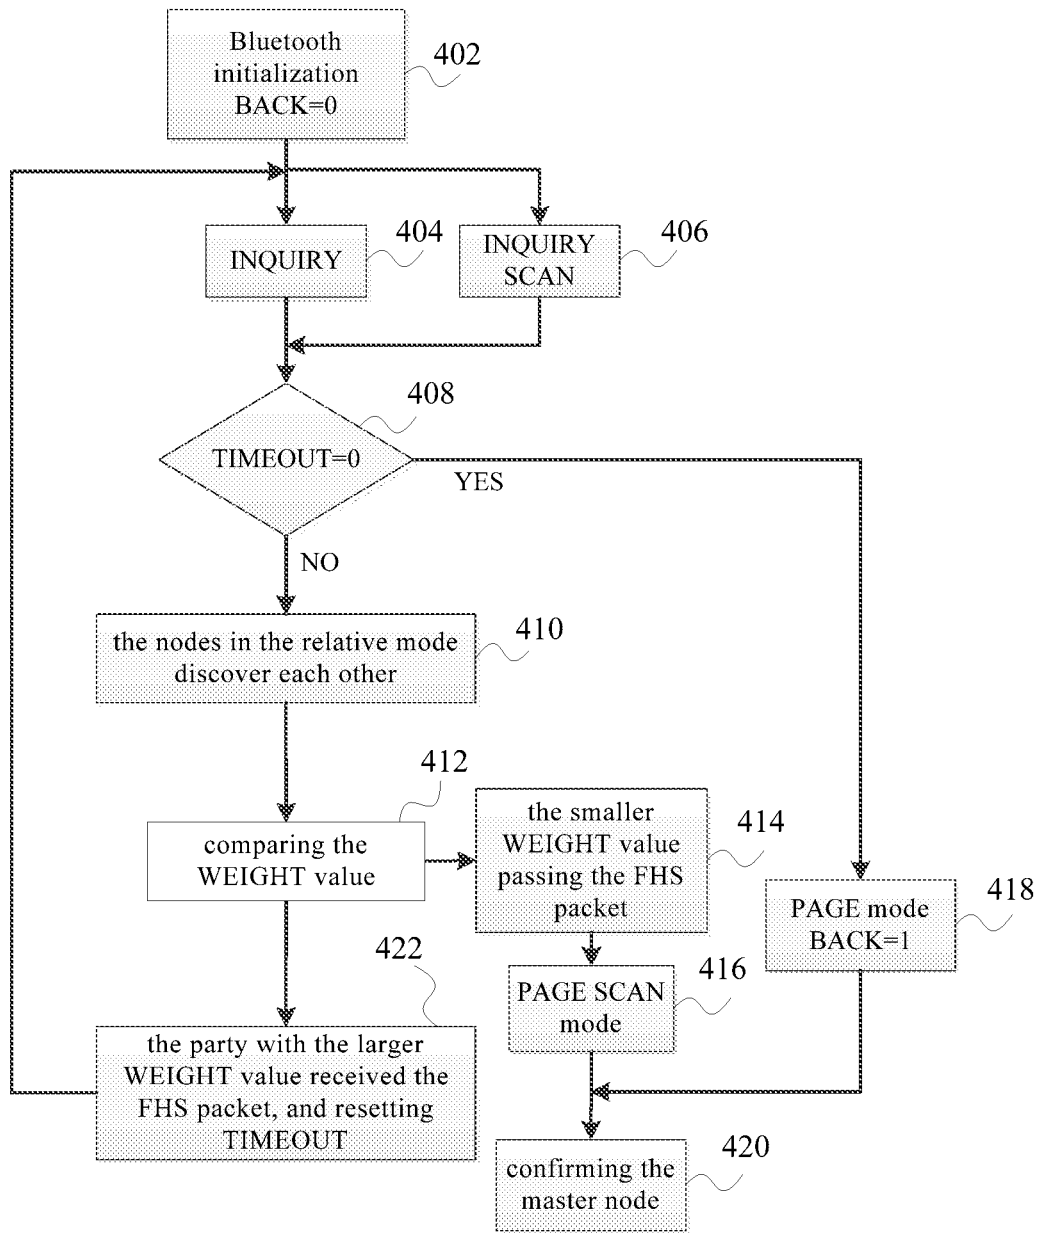 Bluetooth
initialization
BACK=0
402
INQUIRY
404
INQUIRY
SCAN
406
408
TIMEOUT=0
YES
NO
the nodes in the relative mode
discover each other
410
412
comparing the
WEIGHT value
the smaller
WEIGHT value
passing the FHS
packet
414
PAGE mode
BACK=1
418
422
PAGE SCAN
mode
416
the party with the larger
WEIGHT value received the
FHS packet, and resetting
TIMEOUT
confirming the
master node
420